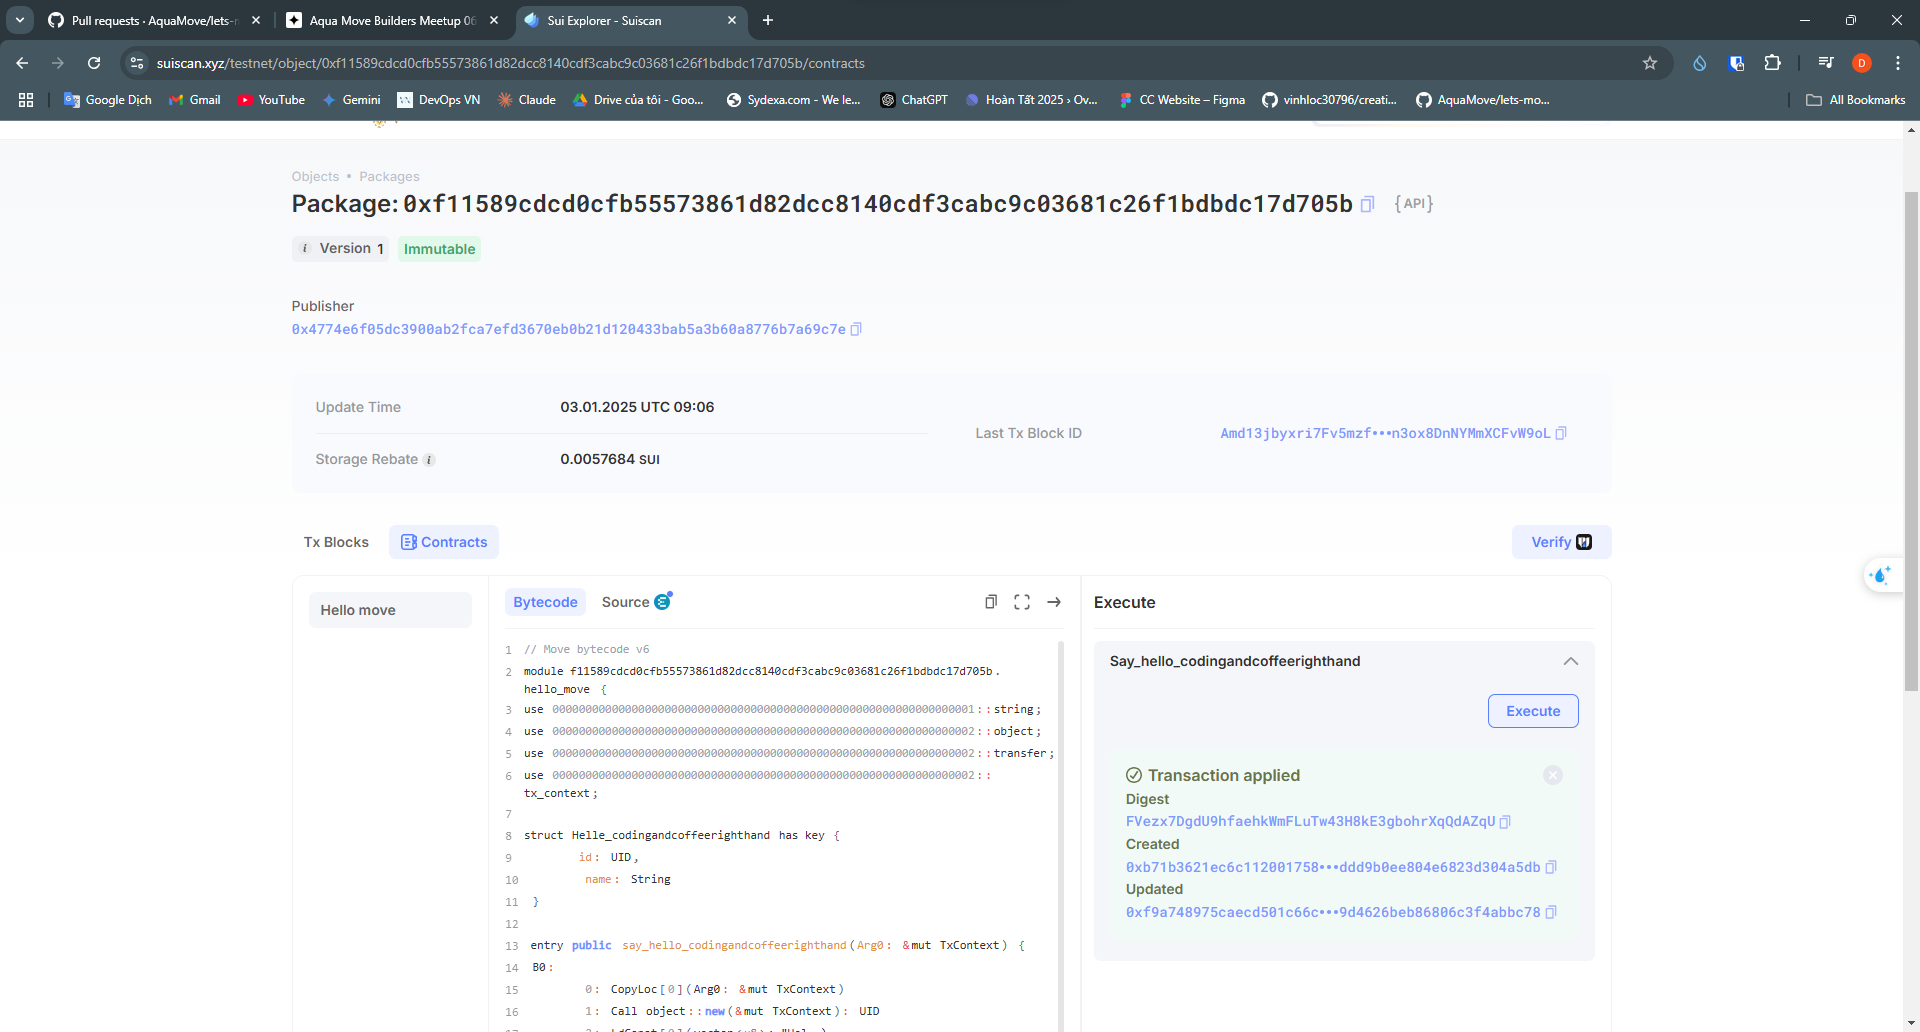 Pull requests · AquaMove/lets-
Aqua Move Builders Meetup 06
Sui Explorer - Suiscan
suiscan.xyz/testnet/object/0xf11589cdcd0cfb55573861d82dcc8140cdf3cabc9c03681c26f1bdbdc17d705b/contracts
D
Google Dịch
Gmail
YouTube
Gemini
DevOps VN
Claude
Drive của tôi - Goo...
Sydexa.com - We le...
ChatGPT
Hoàn Tất 2025 › Ov...
CC Website – Figma
vinhloc30796/creati...
AquaMove/lets-mo...
All Bookmarks
Objects • Packages
Package: 0xf11589cdcd0cfb55573861d82dcc8140cdf3cabc9c03681c26f1bdbdc17d705b {API}
i Version 1 Immutable
Publisher
0x4774e6f05dc3900ab2fca7efd3670eb0b21d120433bab5a3b60a8776b7a69c7e
Update Time 03.01.2025 UTC 09:06
Storage Rebate i 0.0057684 SUI
Last Tx Block ID Amd13jbyxri7Fv5mzf•••n3ox8DnNYMmXCFvW9oL
Tx Blocks Contracts
Verify
Hello move
Bytecode Source
1 // Move bytecode v6
2 module f11589cdcd0cfb55573861d82dcc8140cdf3cabc9c03681c26f1bdbdc17d705b.
hello_move {
3 use 0000000000000000000000000000000000000000000000000000000000000001::string;
4 use 0000000000000000000000000000000000000000000000000000000000000002::object;
5 use 0000000000000000000000000000000000000000000000000000000000000002::transfer;
6 use 0000000000000000000000000000000000000000000000000000000000000002::
tx_context;
7
8 struct Helle_codingandcoffeerighthand has key {
9 id: UID,
10 name: String
11 }
12
13 entry public say_hello_codingandcoffeerighthand(Arg0: &mut TxContext) {
14 B0:
15 0: CopyLoc[0](Arg0: &mut TxContext)
16 1: Call object::new(&mut TxContext): UID
Execute
Say_hello_codingandcoffeerighthand
Execute
Transaction applied
Digest
FVezx7DgdU9hfaehkWmFLuTw43H8kE3gbohrXqQdAZqU
Created
0xb71b3621ec6c112001758•••ddd9b0ee804e6823d304a5db
Updated
0xf9a748975caecd501c66c•••9d4626beb86806c3f4abbc78